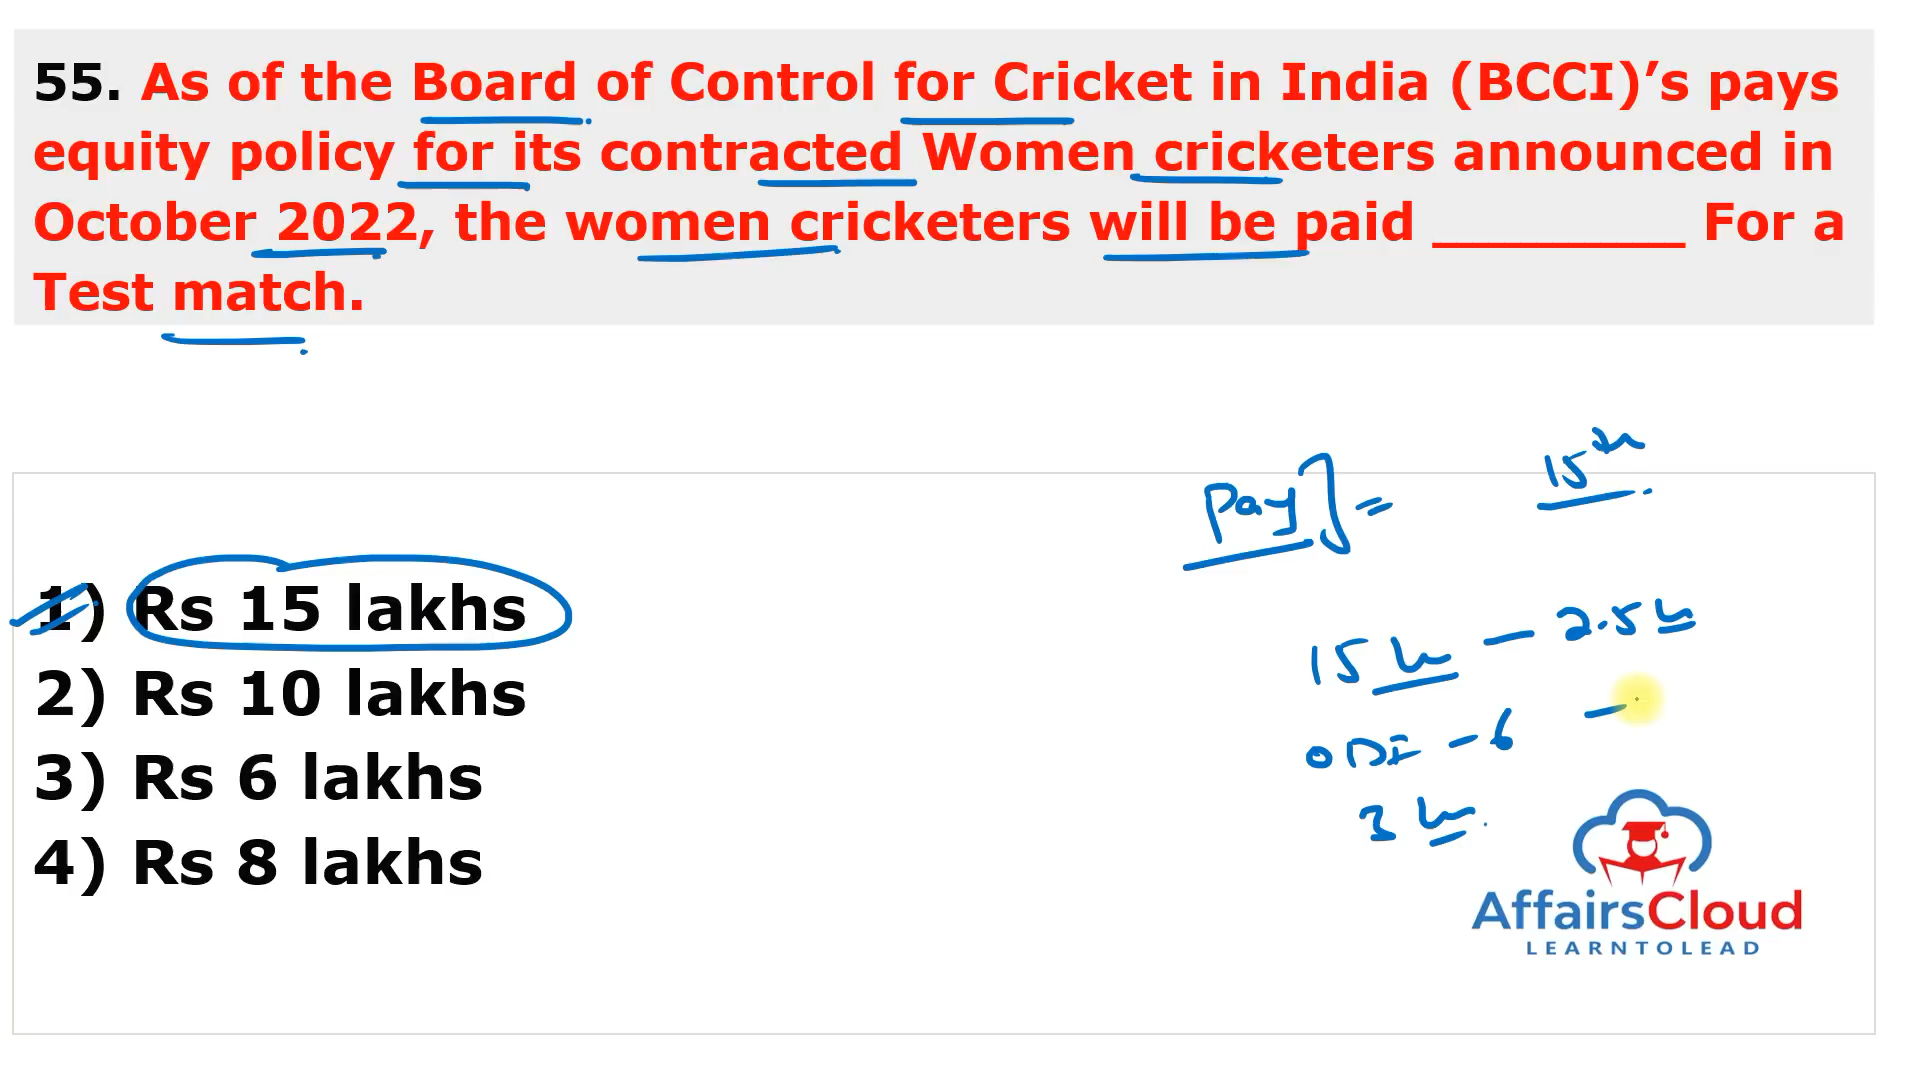 55. As of the Board of Control for Cricket in India (BCCI)’s pays
equity policy for its contracted Women cricketers announced in
October 2022, the women cricketers will be paid _________ For a
Test match.
Pay] =
15
15 L — 2.5 L
1) Rs 15 lakhs
2) Rs 10 lakhs
ODI - 6 —
3) Rs 6 lakhs
3 L
4) Rs 8 lakhs
AffairsCloud
LEARNTOLEAD